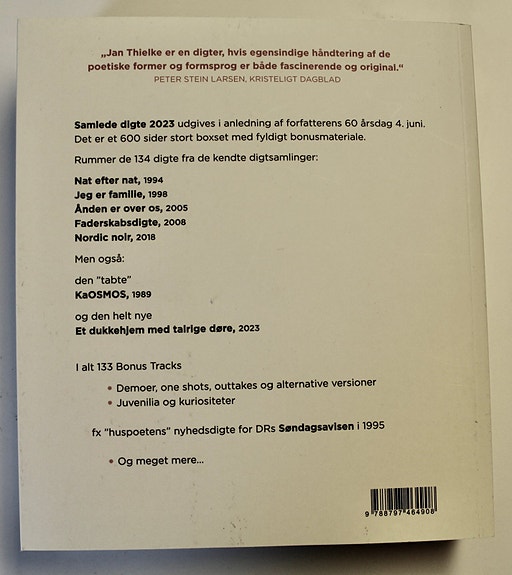 „Jan Thielke er en digter, hvis egensindige håndtering af de
poetiske former og formsprog er både fascinerende og original.“
PETER STEIN LARSEN, KRISTELIGT DAGBLAD
Samlede digte 2023 udgives i anledning af forfatterens 60 årsdag 4. juni.
Det er et 600 sider stort boxset med fyldigt bonusmateriale.
Rummer de 134 digte fra de kendte digtsamlinger:
Nat efter nat, 1994
Jeg er familie, 1998
Ånden er over os, 2005
Faderskabsdigte, 2008
Nordic noir, 2018
Men også:
den "tabte"
KaOSMOS, 1989
og den helt nye
Et dukkehjem med talrige døre, 2023
I alt 133 Bonus Tracks
• Demoer, one shots, outtakes og alternative versioner
• Juvenilia og kuriositeter
fx "huspoetens" nyhedsdigte for DRs Søndagsavisen i 1995
• Og meget mere...
9 788797 464908